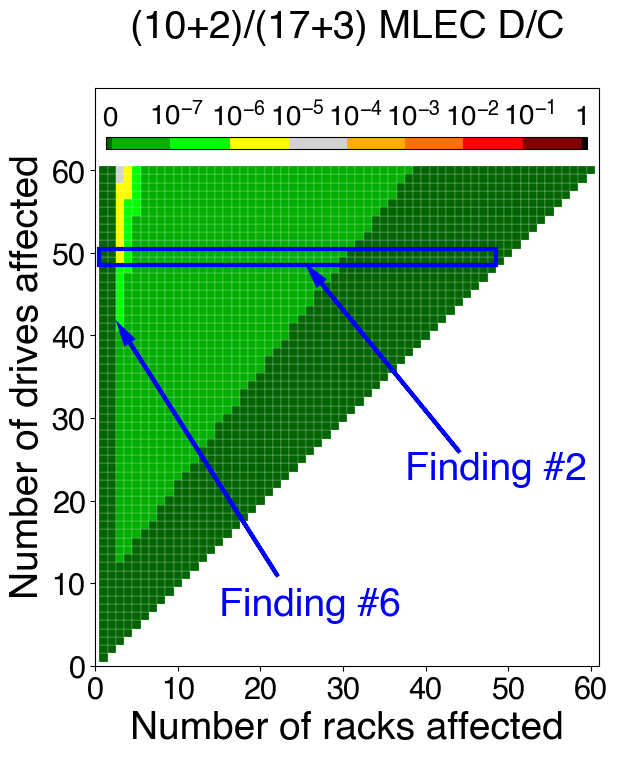 (10+2)/(17+3) MLEC D/C
0 10⁻⁷ 10⁻⁶ 10⁻⁵ 10⁻⁴ 10⁻³ 10⁻² 10⁻¹ 1
Number of drives affected
60
50
40
30
20
10
0
Finding #2
Finding #6
0 10 20 30 40 50 60
Number of racks affected